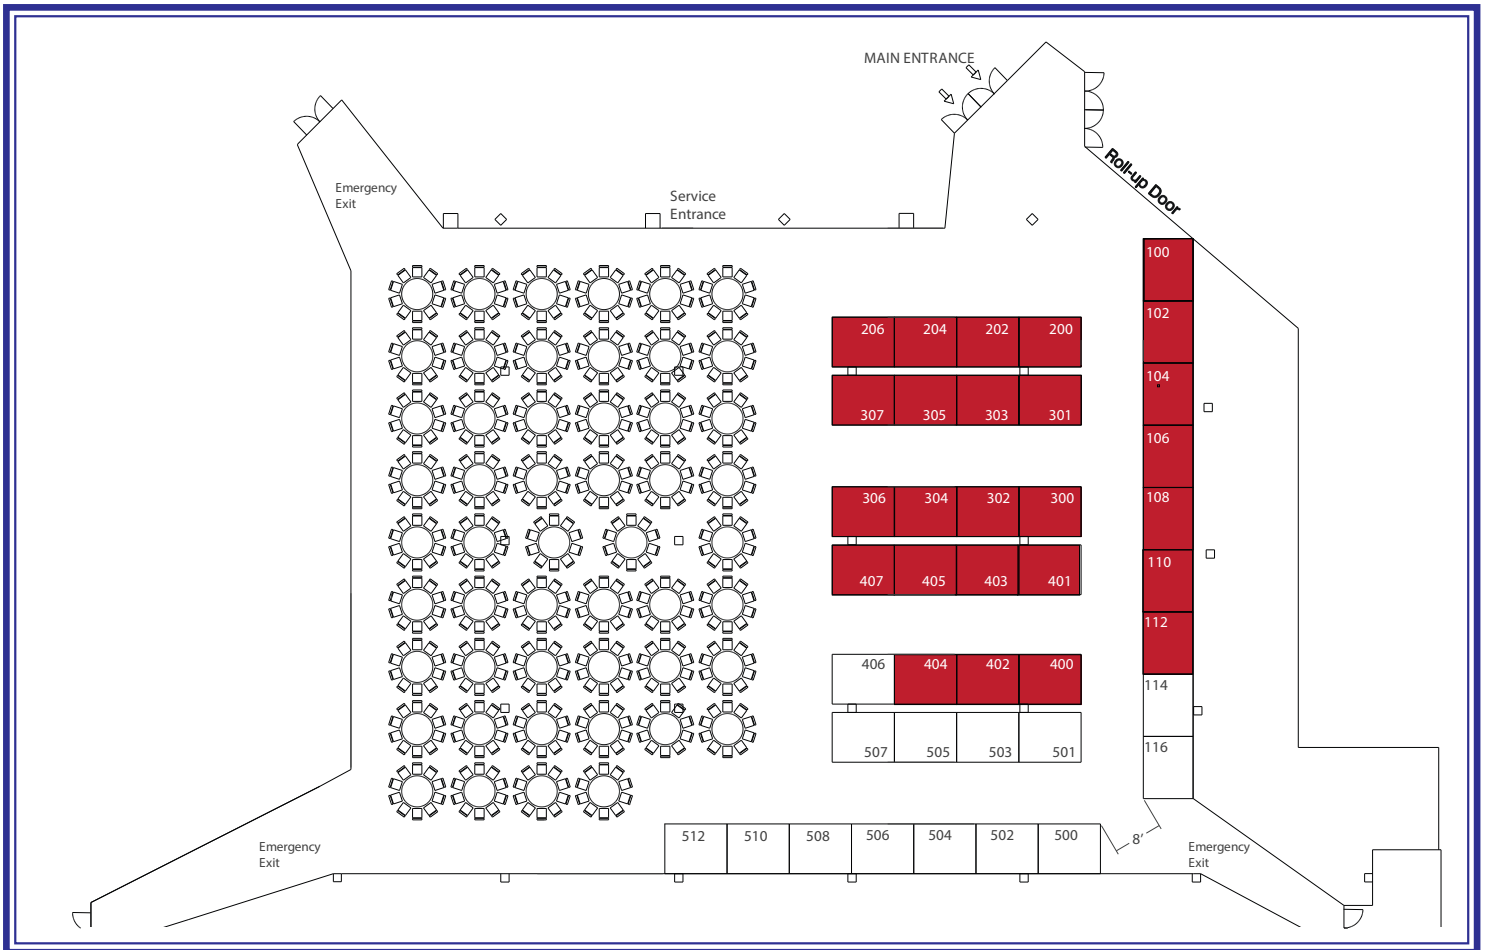 MAIN ENTRANCE
Roll-up Door
Emergency
Exit
Service
Entrance
100
102
104
106
108
110
112
114
116
206 204 202 200
307 305 303 301
306 304 302 300
407 405 403 401
406 404 402 400
507 505 503 501
512 510 508 506 504 502 500
8'
Emergency
Exit
Emergency
Exit